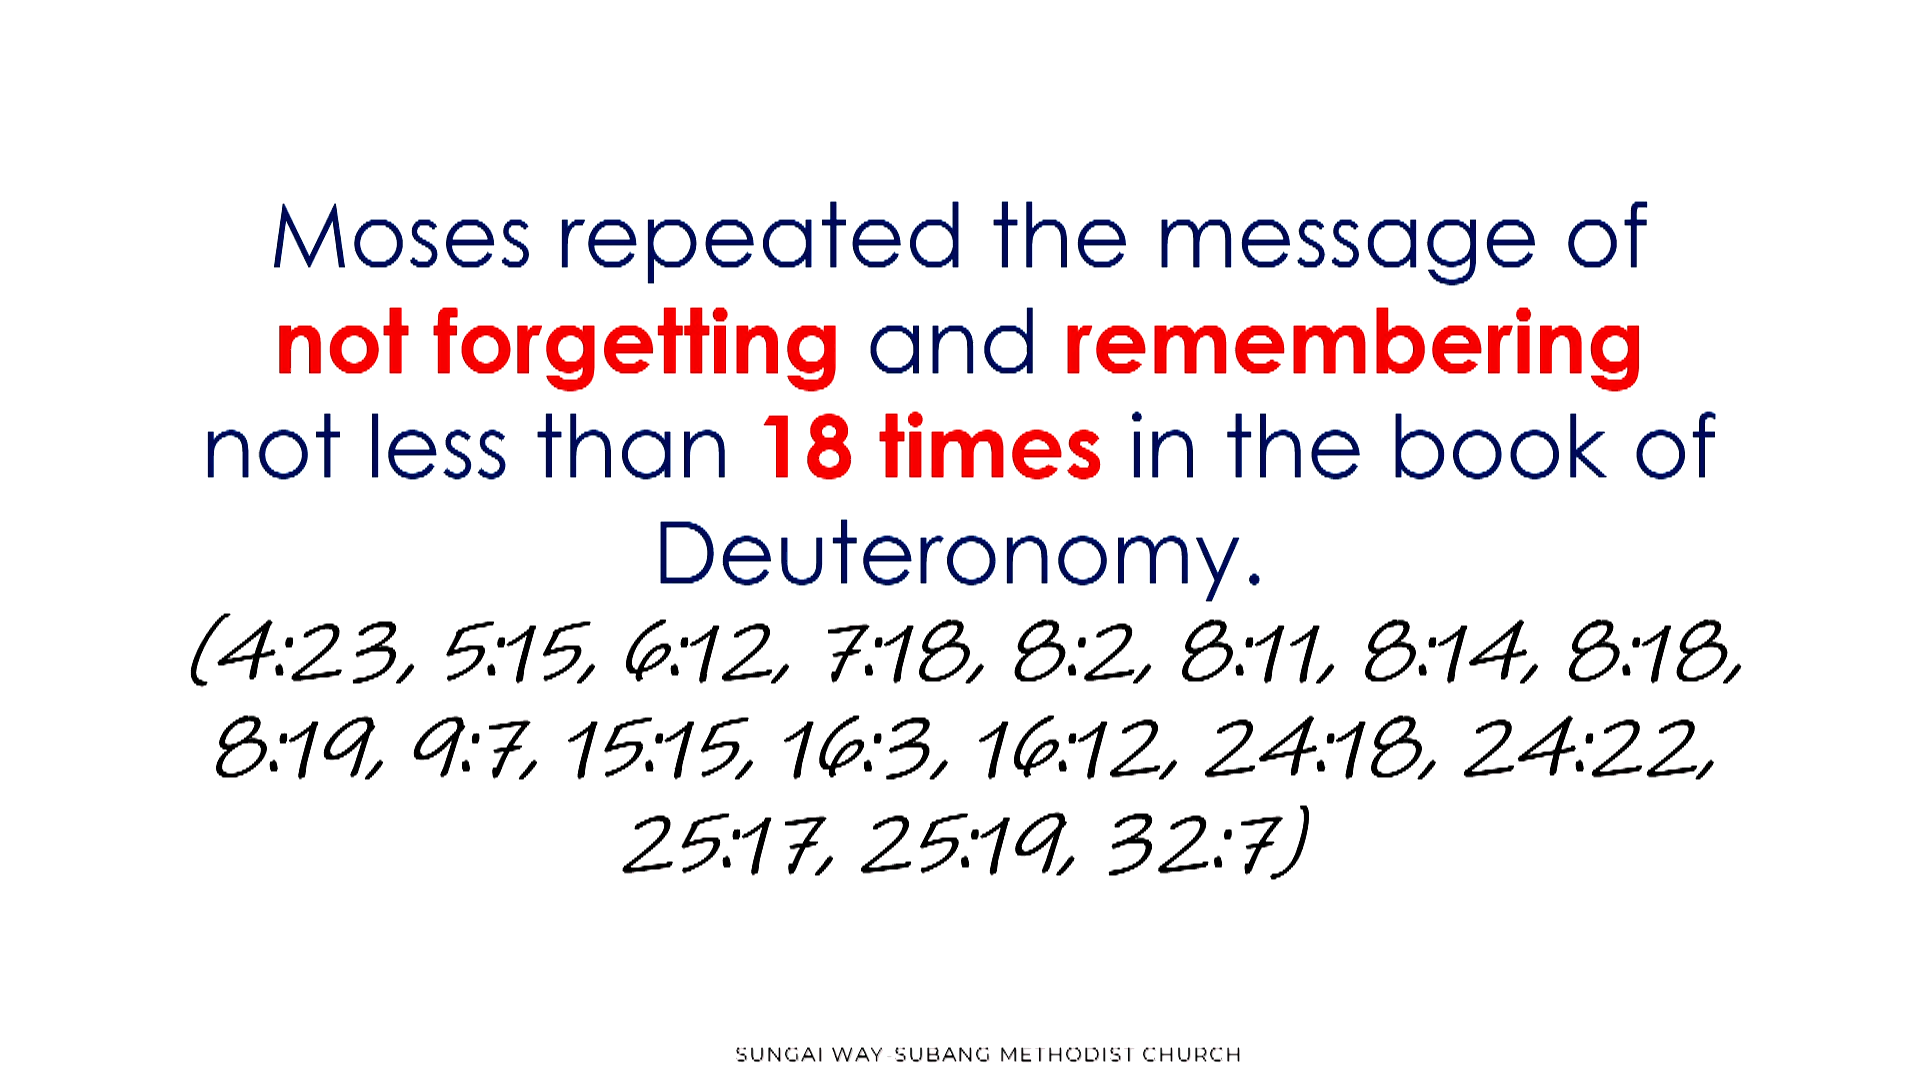 Moses repeated the message of
not forgetting and remembering
not less than 18 times in the book of
Deuteronomy.
(4:23, 5:15, 6:12, 7:18, 8:2, 8:11, 8:14, 8:18,
8:19, 9:7, 15:15, 16:3, 16:12, 24:18, 24:22,
25:17, 25:19, 32:7)
SUNGAI WAY-SUBANG METHODIST CHURCH